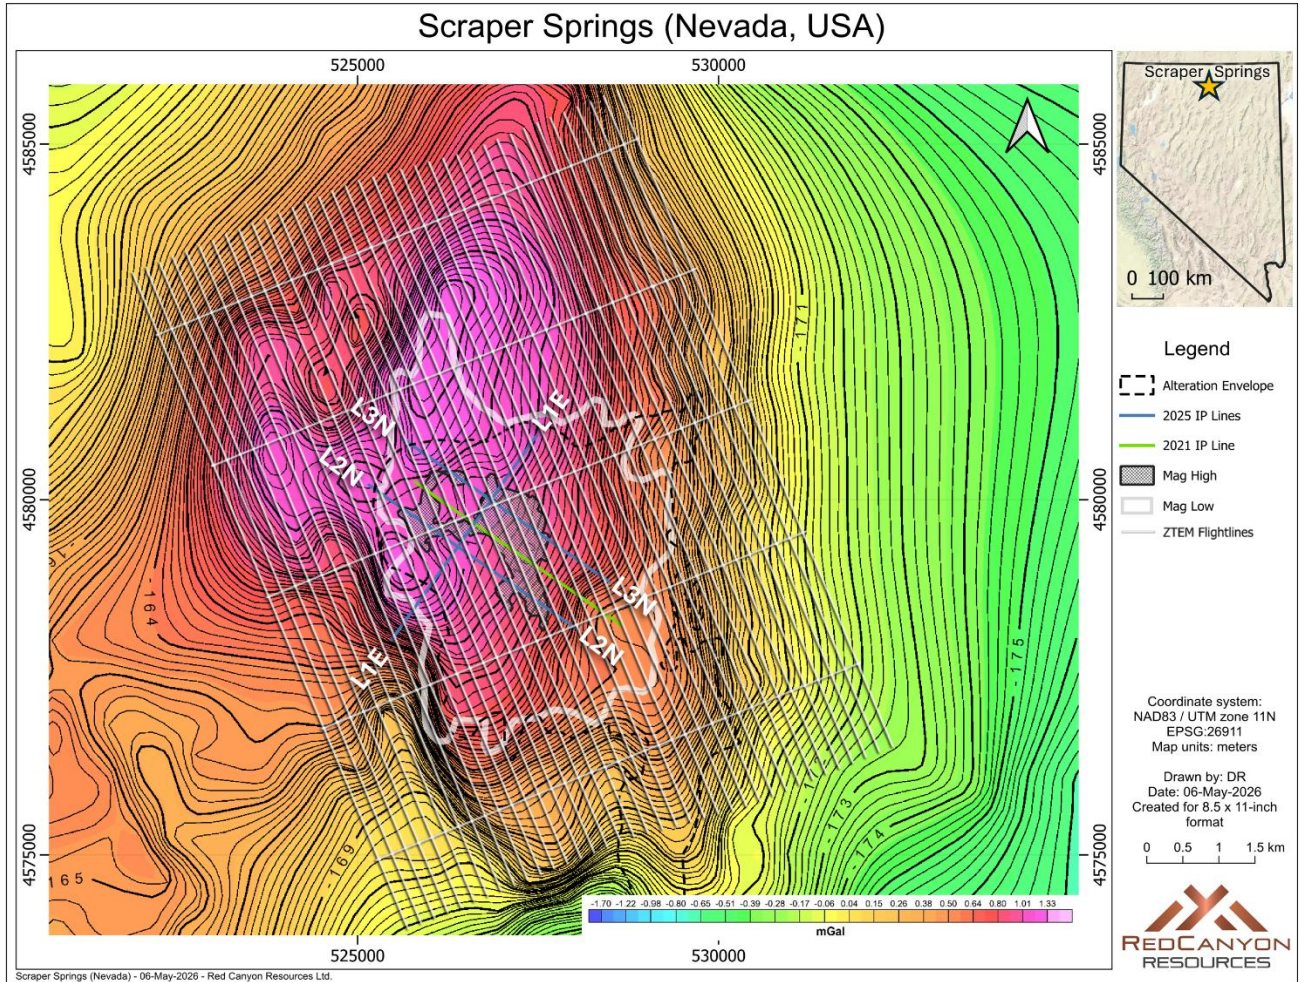 Scraper Springs (Nevada, USA)
525000
530000
4585000
4585000
4580000
4580000
4575000
4575000
525000
530000
L3N
L1E
L2N
L3N
L2N
L1E
-171
-164
-175
-173
-174
-169
165
-1.70 -1.22 -0.98 -0.80 -0.65 -0.51 -0.39 -0.28 -0.17 -0.06 0.04 0.15 0.26 0.38 0.50 0.64 0.80 1.01 1.33
mGal
Scraper Springs
0 100 km
Legend
Alteration Envelope
2025 IP Lines
2021 IP Line
Mag High
Mag Low
ZTEM Flightlines
Coordinate system:
NAD83 / UTM zone 11N
EPSG:26911
Map units: meters
Drawn by: DR
Date: 06-May-2026
Created for 8.5 x 11-inch
format
0 0.5 1 1.5 km
REDCANYON
RESOURCES
Scraper Springs (Nevada) - 06-May-2026 - Red Canyon Resources Ltd.